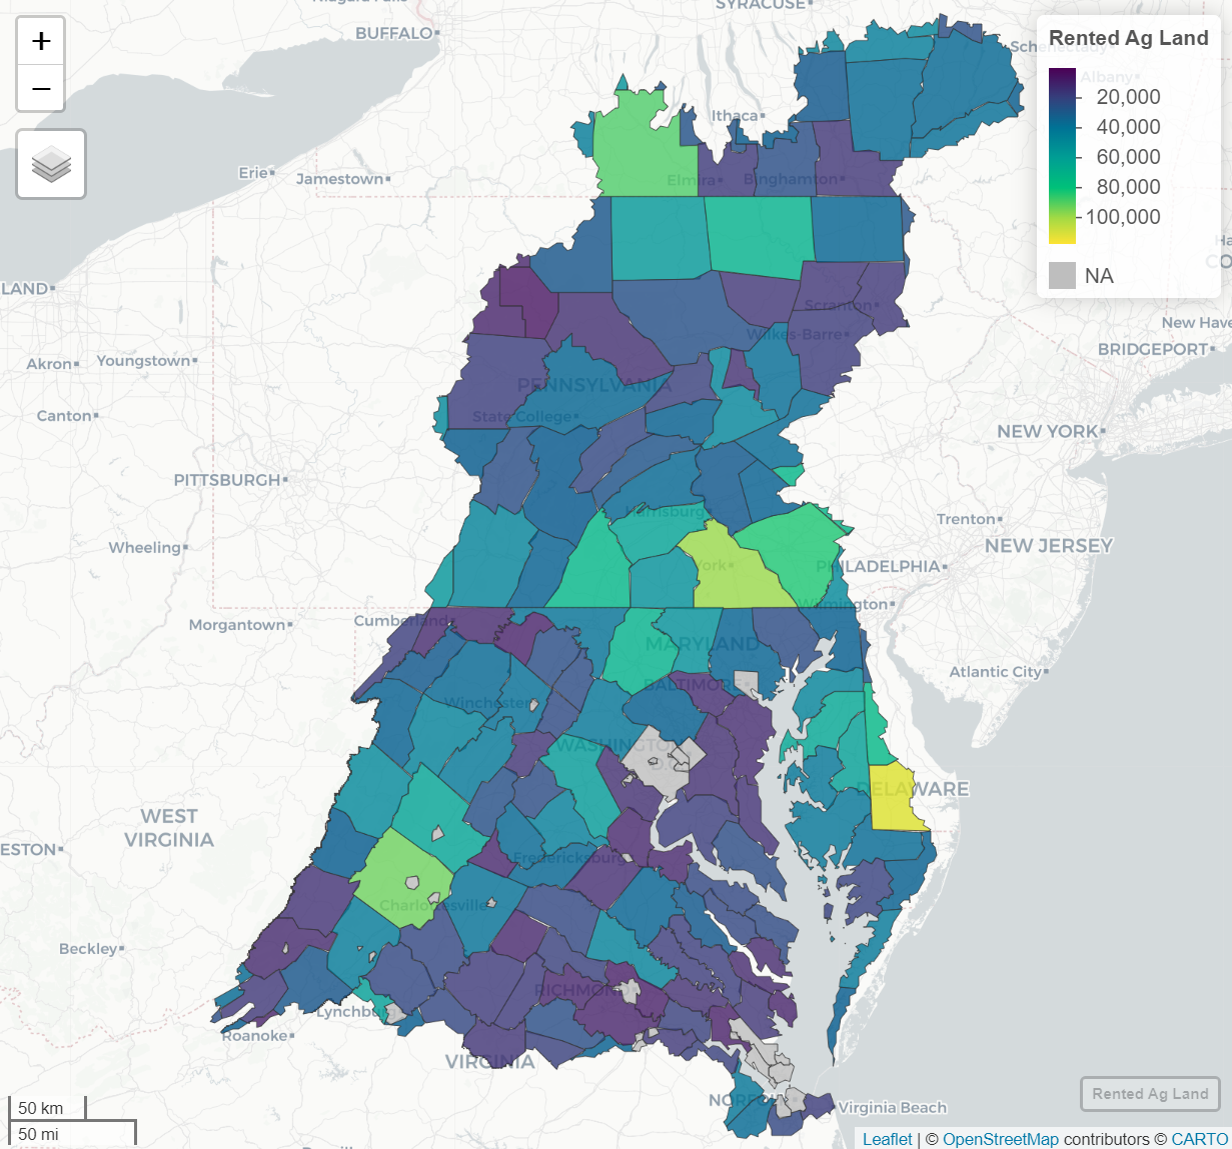 Niagara Falls
SYRACUSE
BUFFALO
Schenectady
Rented Ag Land
Albany
20,000
40,000
60,000
80,000
100,000
NA
+
−
Ithaca
Erie
Jamestown
Elmira
Binghamton
Scranton
Wilkes-Barre
New Have
BRIDGEPORT
LAND
Akron
Youngstown
PENNSYLVANIA
Canton
State College
NEW YORK
PITTSBURGH
Harrisburg
Trenton
Wheeling
NEW JERSEY
York
PHILADELPHIA
Wilmington
Morgantown
Cumberland
MARYLAND
Atlantic City
BALTIMORE
Winchester
WASHINGTON
D.C.
DELAWARE
WEST
VIRGINIA
ESTON
Fredericksburg
Charlottesville
Beckley
RICHMOND
Lynchburg
Roanoke
VIRGINIA
NORFOLK
Virginia Beach
Rented Ag Land
50 km
50 mi
Leaflet | © OpenStreetMap contributors © CARTO